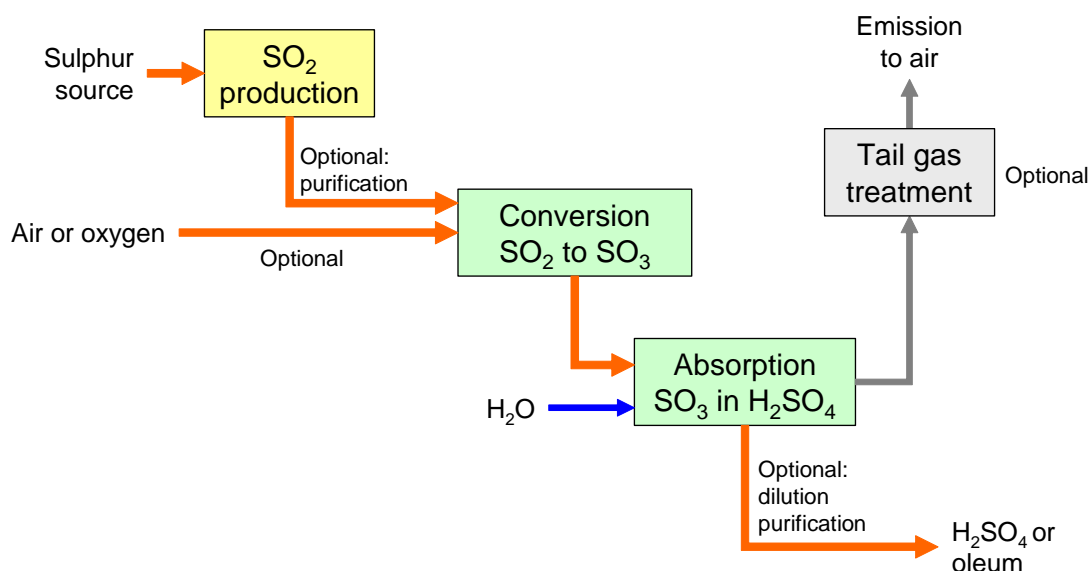 Sulphur
source
SO2
production
Emission
to air
Optional:
purification
Tail gas
treatment
Optional
Air or oxygen
Optional
Conversion
SO2 to SO3
Absorption
SO3 in H2SO4
H2O
Optional:
dilution
purification
H2SO4 or
oleum